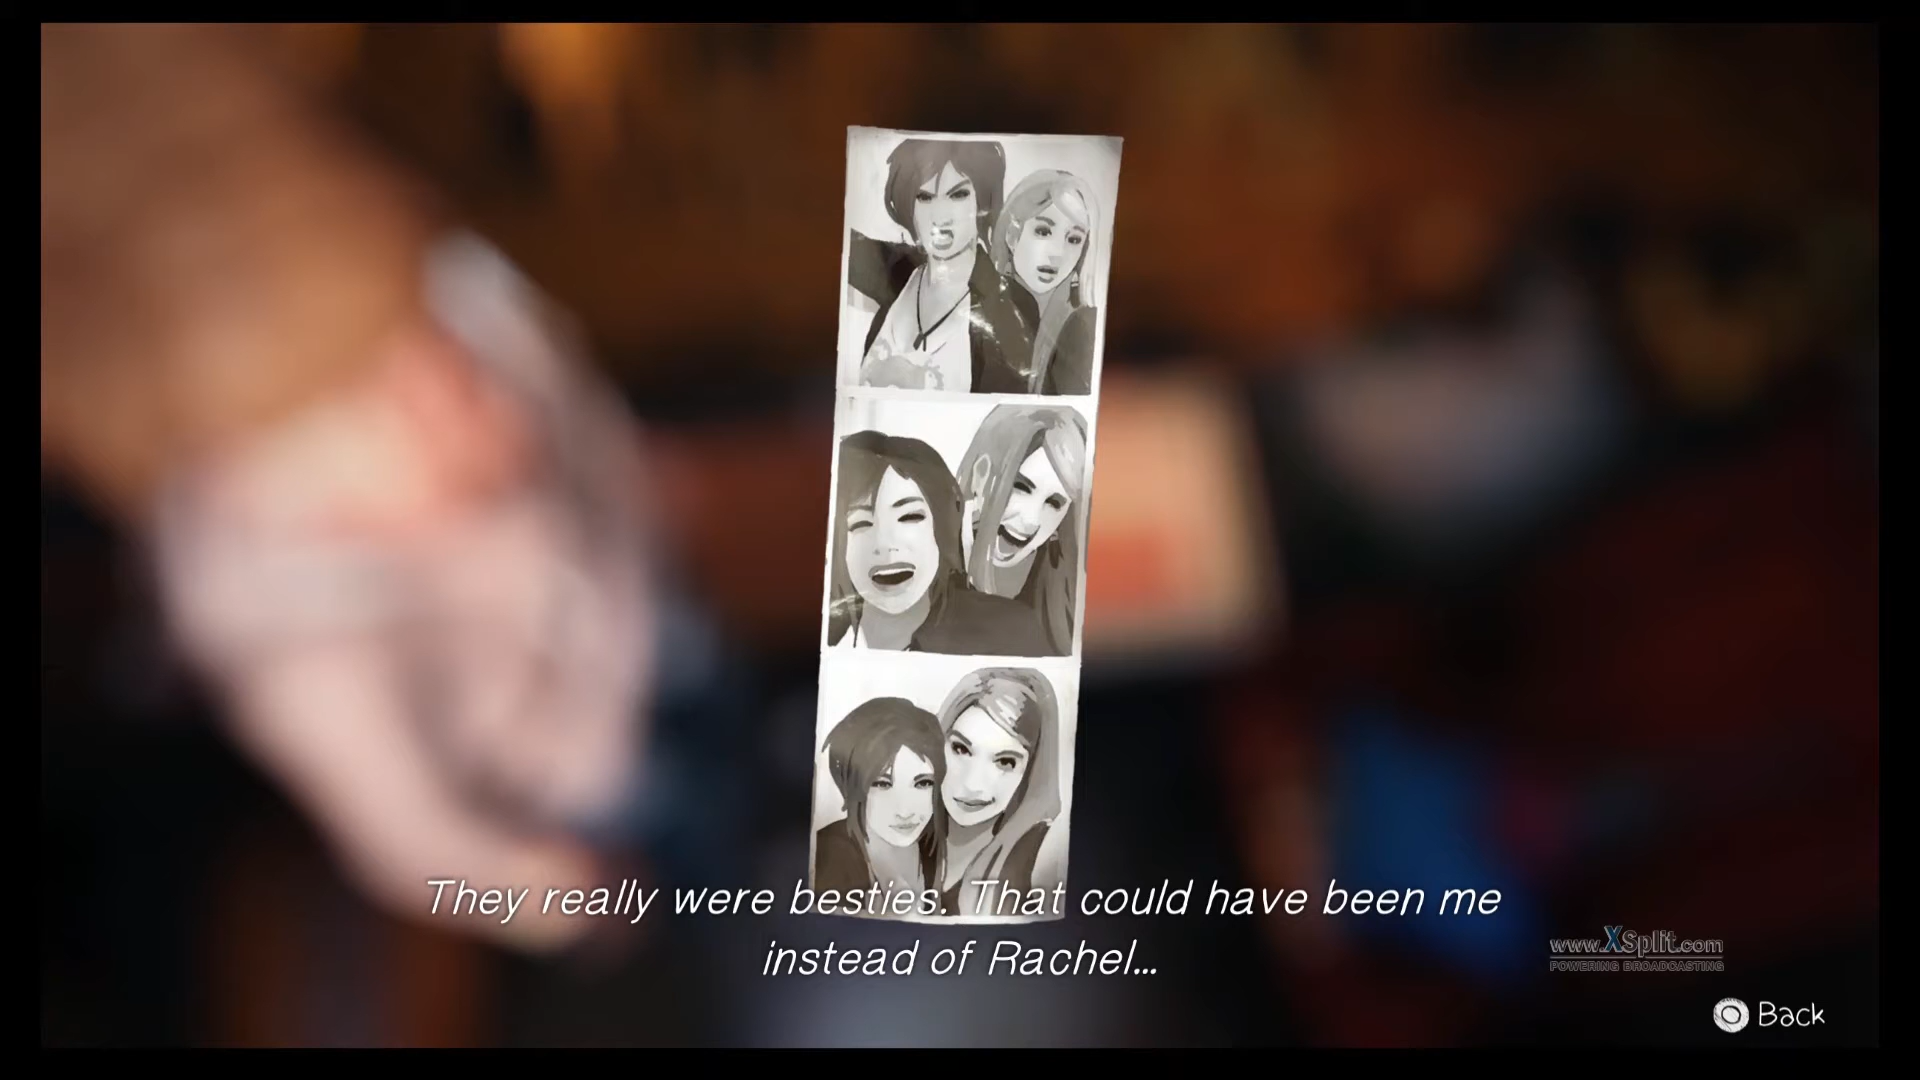 They really were besties. That could have been me
instead of Rachel...
www.XSplit.com
POWERING BROADCASTING
Back